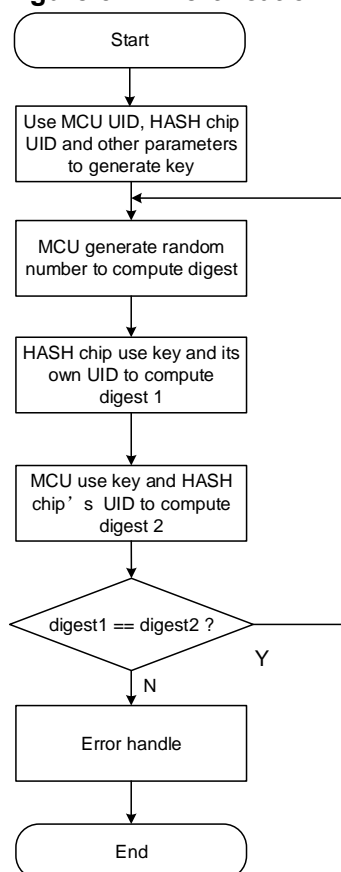 Start
Use MCU UID, HASH chip
UID and other parameters
to generate key
MCU generate random
number to compute digest
HASH chip use key and its
own UID to compute
digest 1
MCU use key and HASH
chip’s UID to compute
digest 2
digest1 == digest2 ?
Y
N
Error handle
End